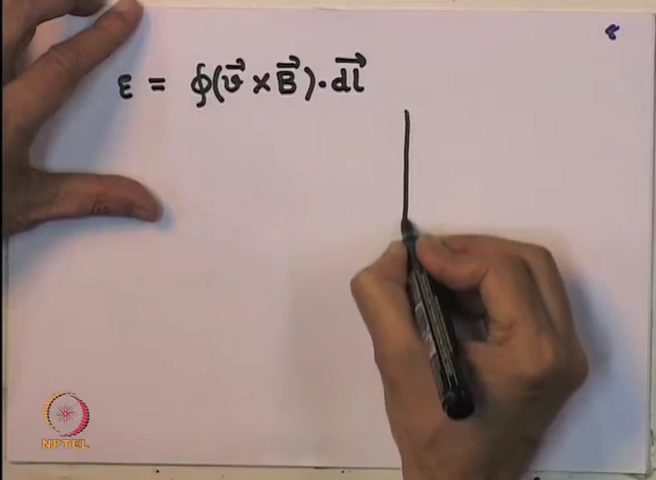 ε = ∮(v⃗ × B⃗)·dl⃗
NPTEL